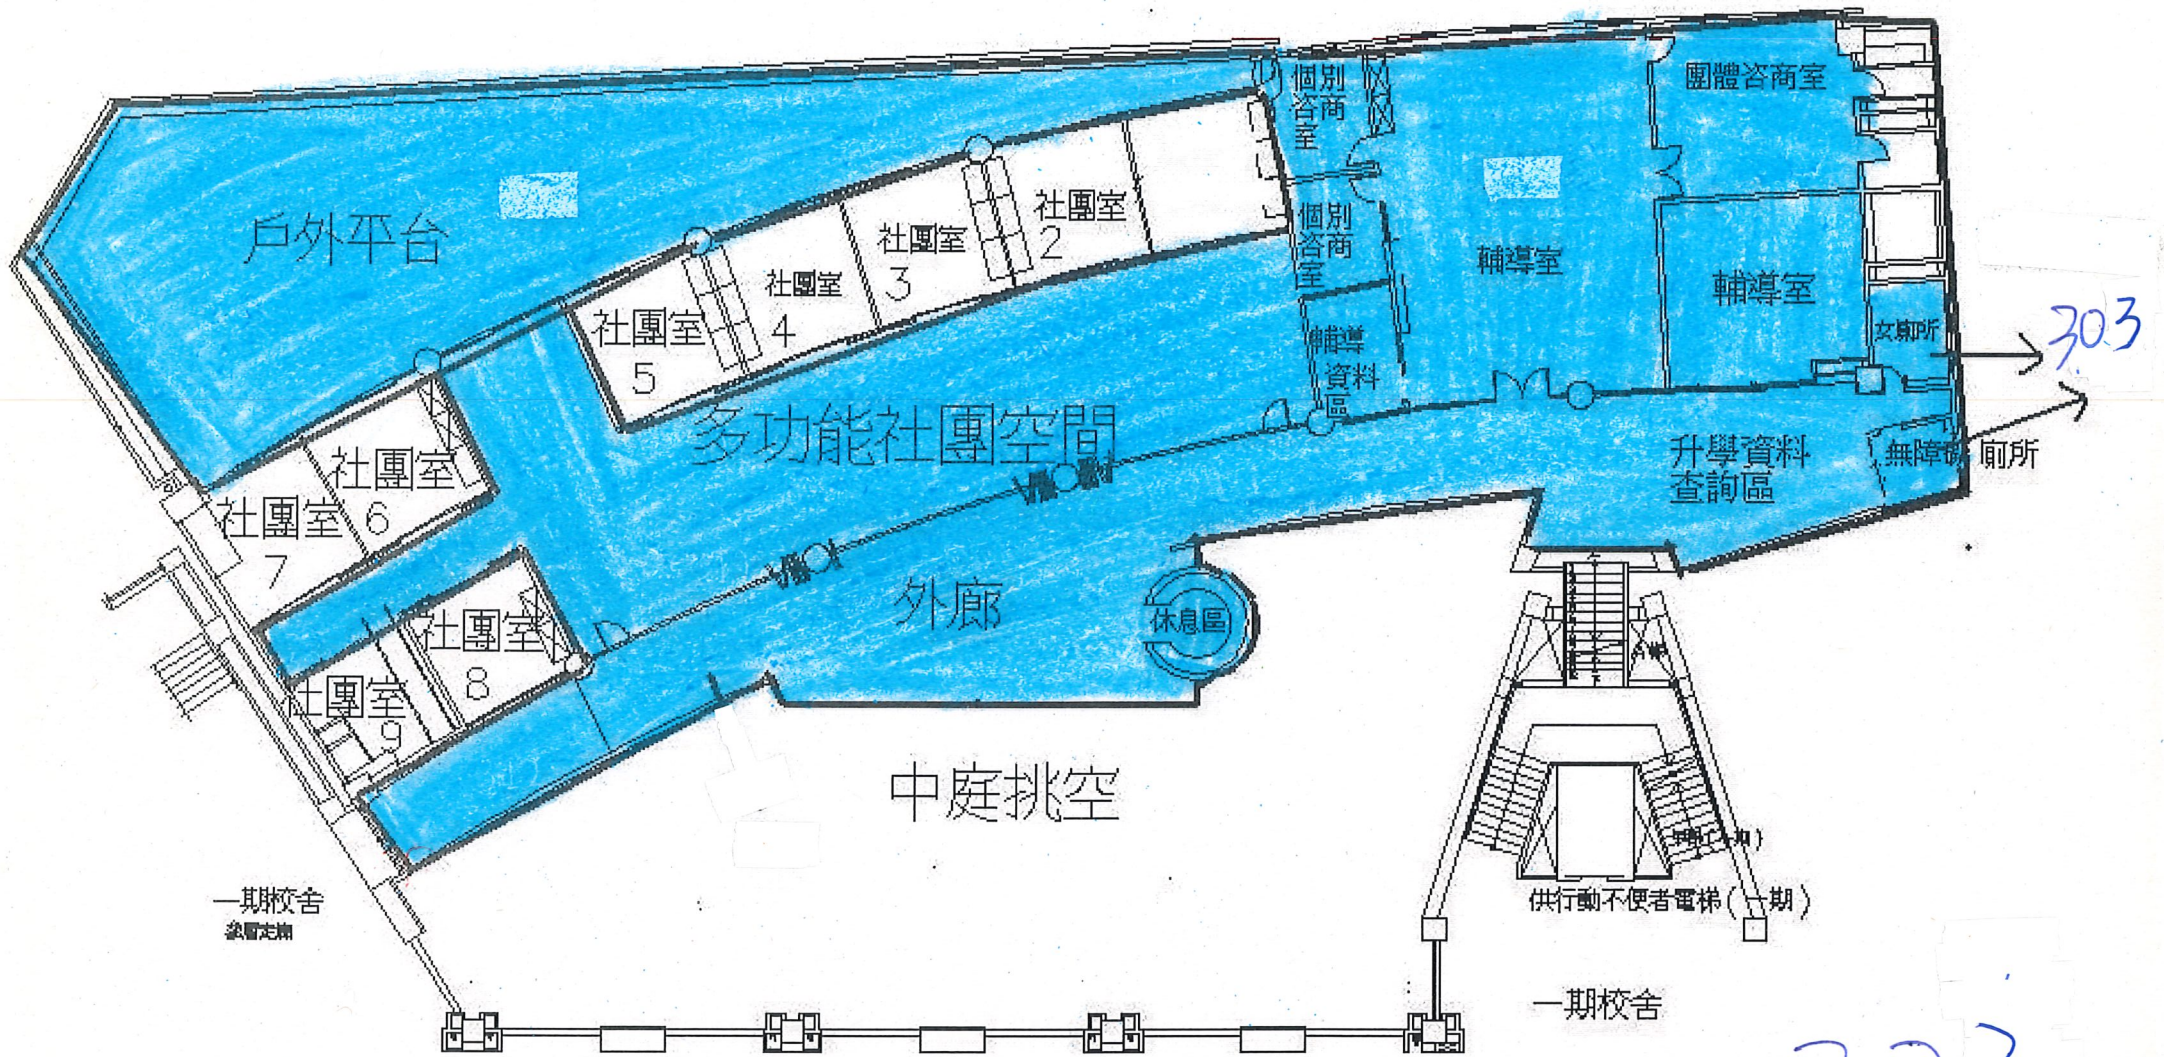 個別
咨商
室
團體咨商室
戶外平台
社團室
2
社團室
3
社團室
4
社團室
5
個別
咨商
室
輔導室
輔導室
女廁所
303
輔導
資料
區
多功能社團空間
升學資料
查詢區
無障礙 廁所
社團室
6
社團室
7
外廊
休息區
社團室
8
社團室
9
中庭挑空
一期校舍
供行動不便者電梯(一期)
一期校舍